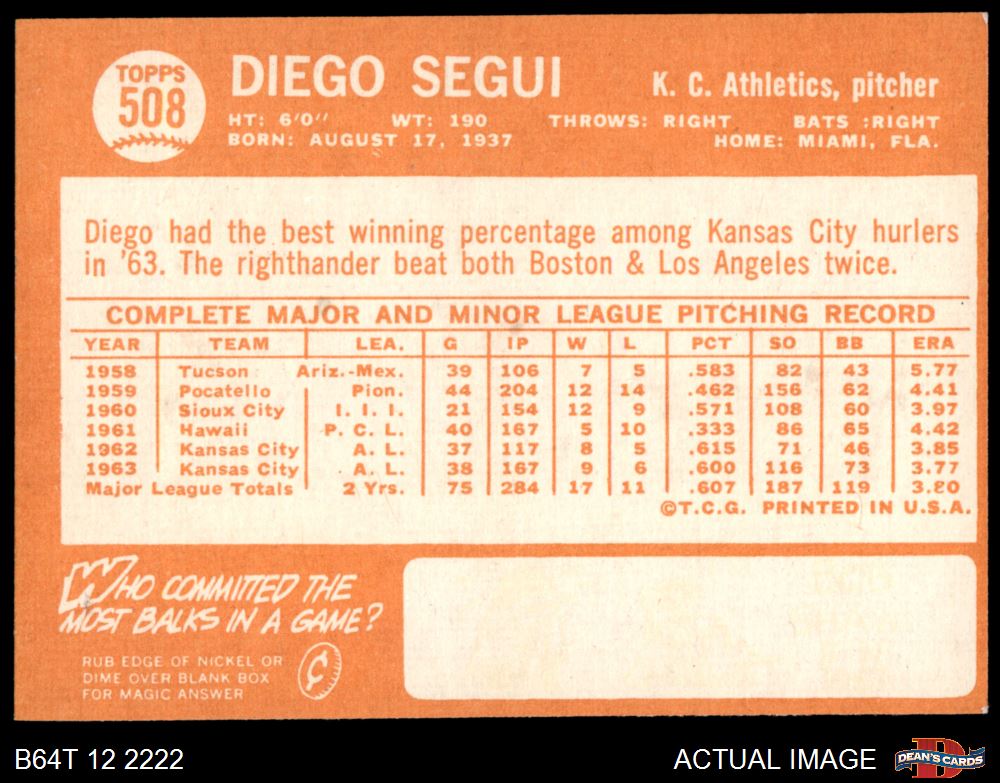 TOPPS
508
DIEGO SEGUI
K. C. Athletics, pitcher
HT: 6'0" WT: 190 THROWS: RIGHT BATS :RIGHT
BORN: AUGUST 17, 1937 HOME: MIAMI, FLA.
Diego had the best winning percentage among Kansas City hurlers
in '63. The righthander beat both Boston & Los Angeles twice.
COMPLETE MAJOR AND MINOR LEAGUE PITCHING RECORD
YEAR TEAM LEA. G IP W L PCT SO BB ERA
1958 Tucson Ariz.-Mex. 39 106 7 5 .583 82 43 5.77
1959 Pocatello Pion. 44 204 12 14 .462 156 62 4.41
1960 Sioux City I. I. I. 21 154 12 9 .571 108 60 3.97
1961 Hawaii P. C. L. 40 167 5 10 .333 86 65 4.42
1962 Kansas City A. L. 37 117 8 5 .615 71 46 3.85
1963 Kansas City A. L. 38 167 9 6 .600 116 73 3.77
Major League Totals 2 Yrs. 75 284 17 11 .607 187 119 3.80
©T.C.G. PRINTED IN U.S.A.
WHO COMMITTED THE
MOST BALKS IN A GAME?
RUB EDGE OF NICKEL OR
DIME OVER BLANK BOX
FOR MAGIC ANSWER
¢
B64T 12 2222
ACTUAL IMAGE
D
DEAN'S CARDS